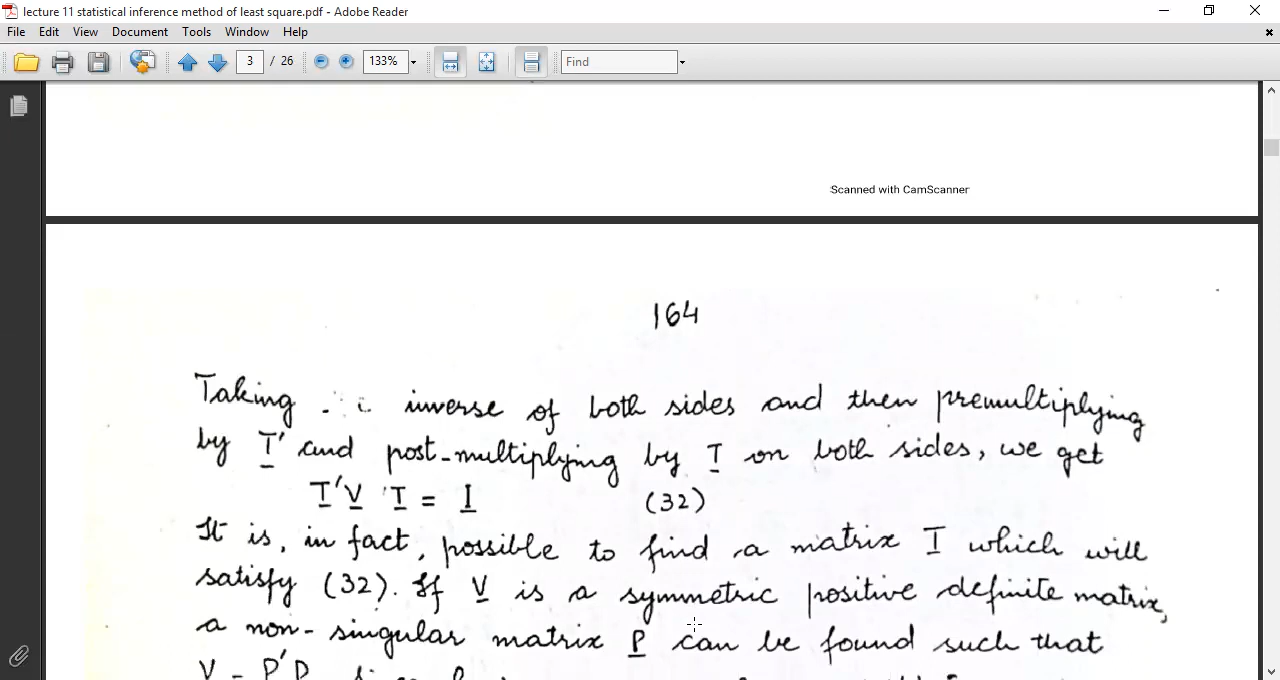 lecture 11 statistical inference method of least square.pdf - Adobe Reader
File Edit View Document Tools Window Help
3 / 26 133% Find
Scanned with CamScanner
164
Taking inverse of both sides and then premultiplying
by T' and post-multiplying by T on both sides, we get
T'V T = I (32)
It is, in fact, possible to find a matrix T which will
satisfy (32). If V is a symmetric positive definite matrix,
a non-singular matrix P can be found such that
V = P'P